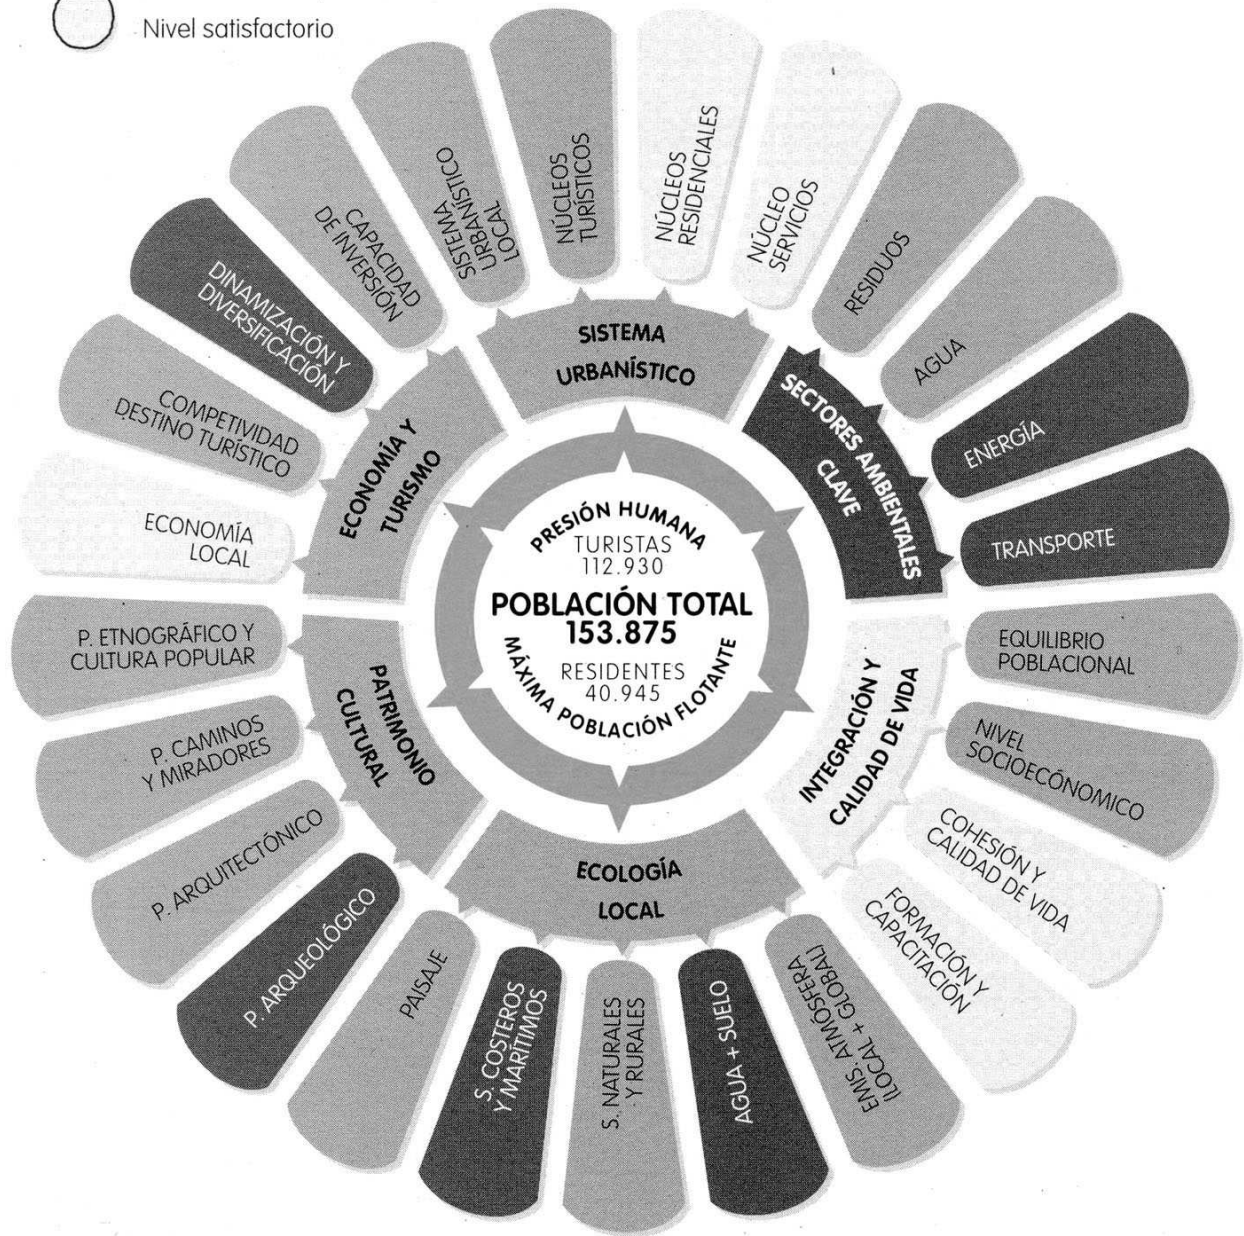 Nivel satisfactorio
NÚCLEOS
TURÍSTICOS
NÚCLEOS
RESIDENCIALES
NÚCLEO
SERVICIOS
RESIDUOS
AGUA
ENERGÍA
TRANSPORTE
EQUILIBRIO
POBLACIONAL
NIVEL
SOCIOECÓNOMICO
COHESIÓN Y
CALIDAD DE VIDA
FORMACIÓN Y
CAPACITACIÓN
EMIS. ATMÓSFERA
(LOCAL + GLOBAL)
AGUA + SUELO
S. NATURALES
Y RURALES
S. COSTEROS
Y MARÍTIMOS
PAISAJE
P. ARQUEOLÓGICO
P. ARQUITECTÓNICO
P. CAMINOS
Y MIRADORES
P. ETNOGRÁFICO Y
CULTURA POPULAR
ECONOMÍA
LOCAL
COMPETIVIDAD
DESTINO TURÍSTICO
DINAMIZACIÓN Y
DIVERSIFICACIÓN
CAPACIDAD
DE INVERSIÓN
SISTEMA
URBANÍSTICO
LOCAL
SISTEMA
URBANÍSTICO
SECTORES AMBIENTALES
CLAVE
INTEGRACIÓN Y
CALIDAD DE VIDA
ECOLOGÍA
LOCAL
PATRIMONIO
CULTURAL
ECONOMÍA Y
TURISMO
PRESIÓN HUMANA
TURISTAS
112.930
POBLACIÓN TOTAL
153.875
RESIDENTES
40.945
MÁXIMA POBLACIÓN FLOTANTE